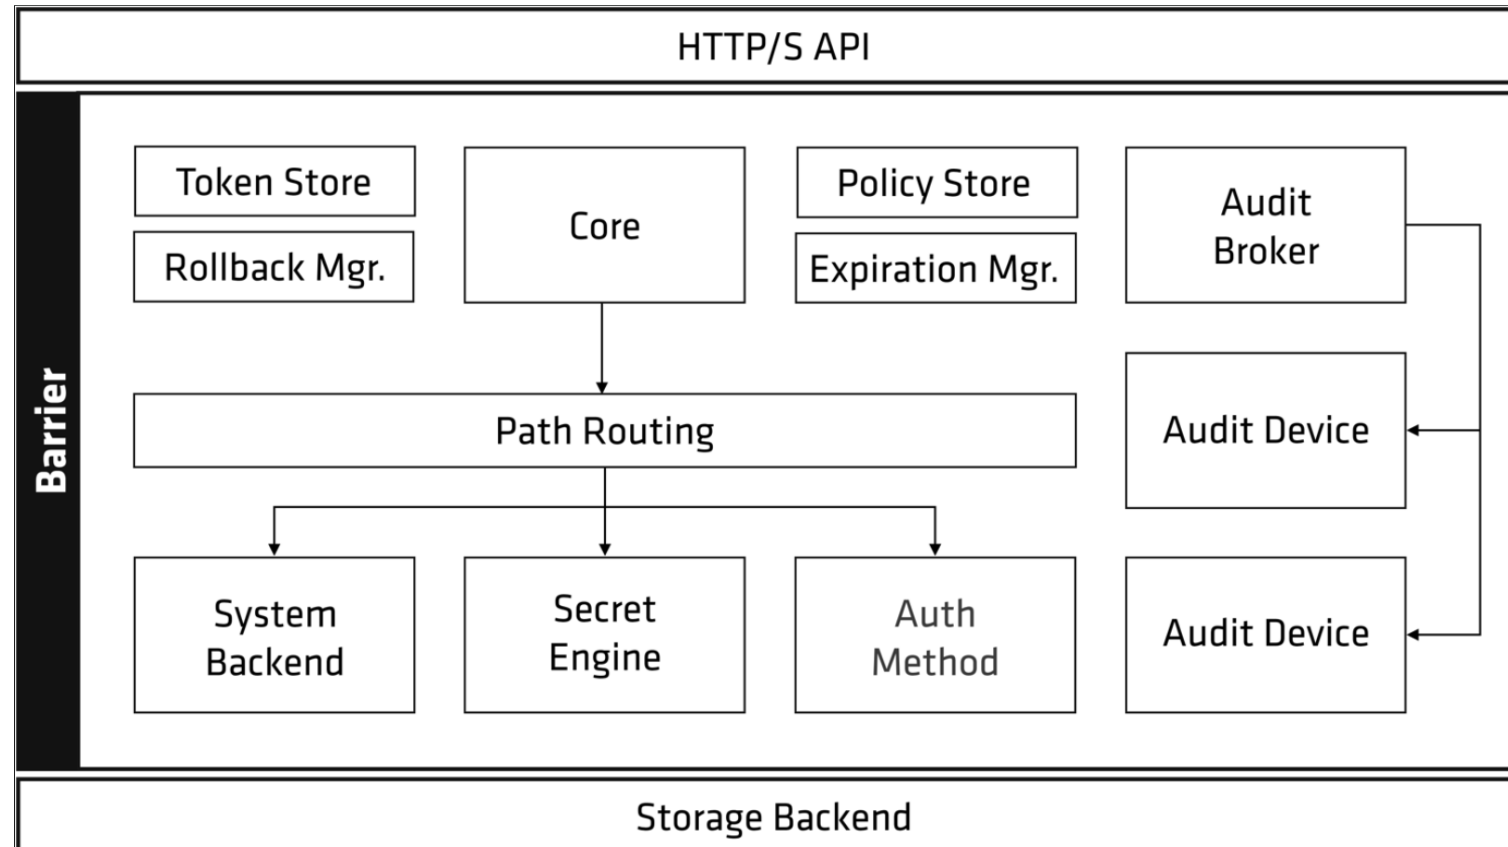 HTTP/S API
Barrier
Token Store
Rollback Mgr.
Core
Policy Store
Expiration Mgr.
Audit
Broker
Path Routing
Audit Device
System
Backend
Secret
Engine
Auth
Method
Audit Device
Storage Backend